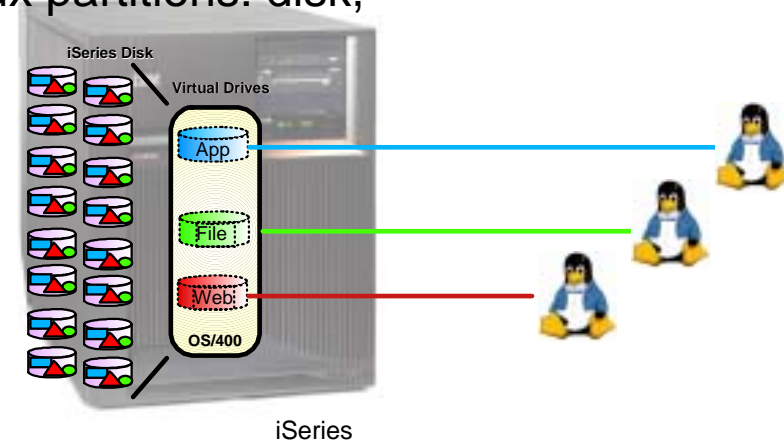 ux partitions: disk,
iSeries Disk
Virtual Drives
App
File
Web
OS/400
iSeries